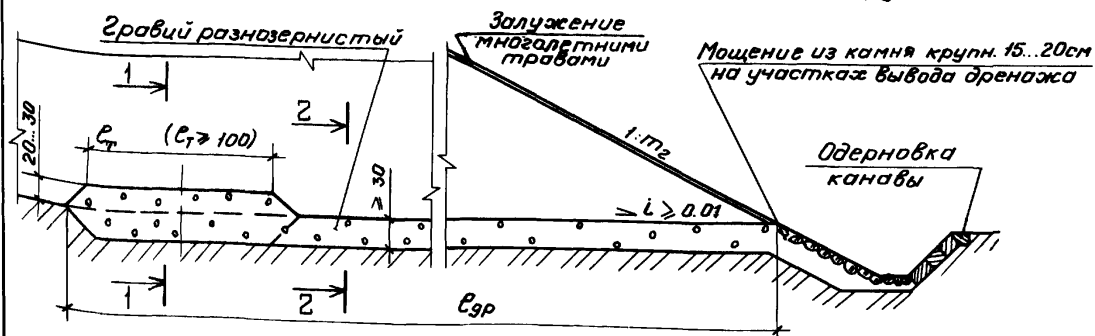 Гравий разнозернистый
Залужение
многолетними
травами
Мощение из камня крупн. 15...20см
на участках вывода дренажа
1
2
20...30
ℓт (ℓт ⩾ 100)
1:m₂
Одерновка
канавы
⩾ 30
i ⩾ 0.01
1
2
ℓдр